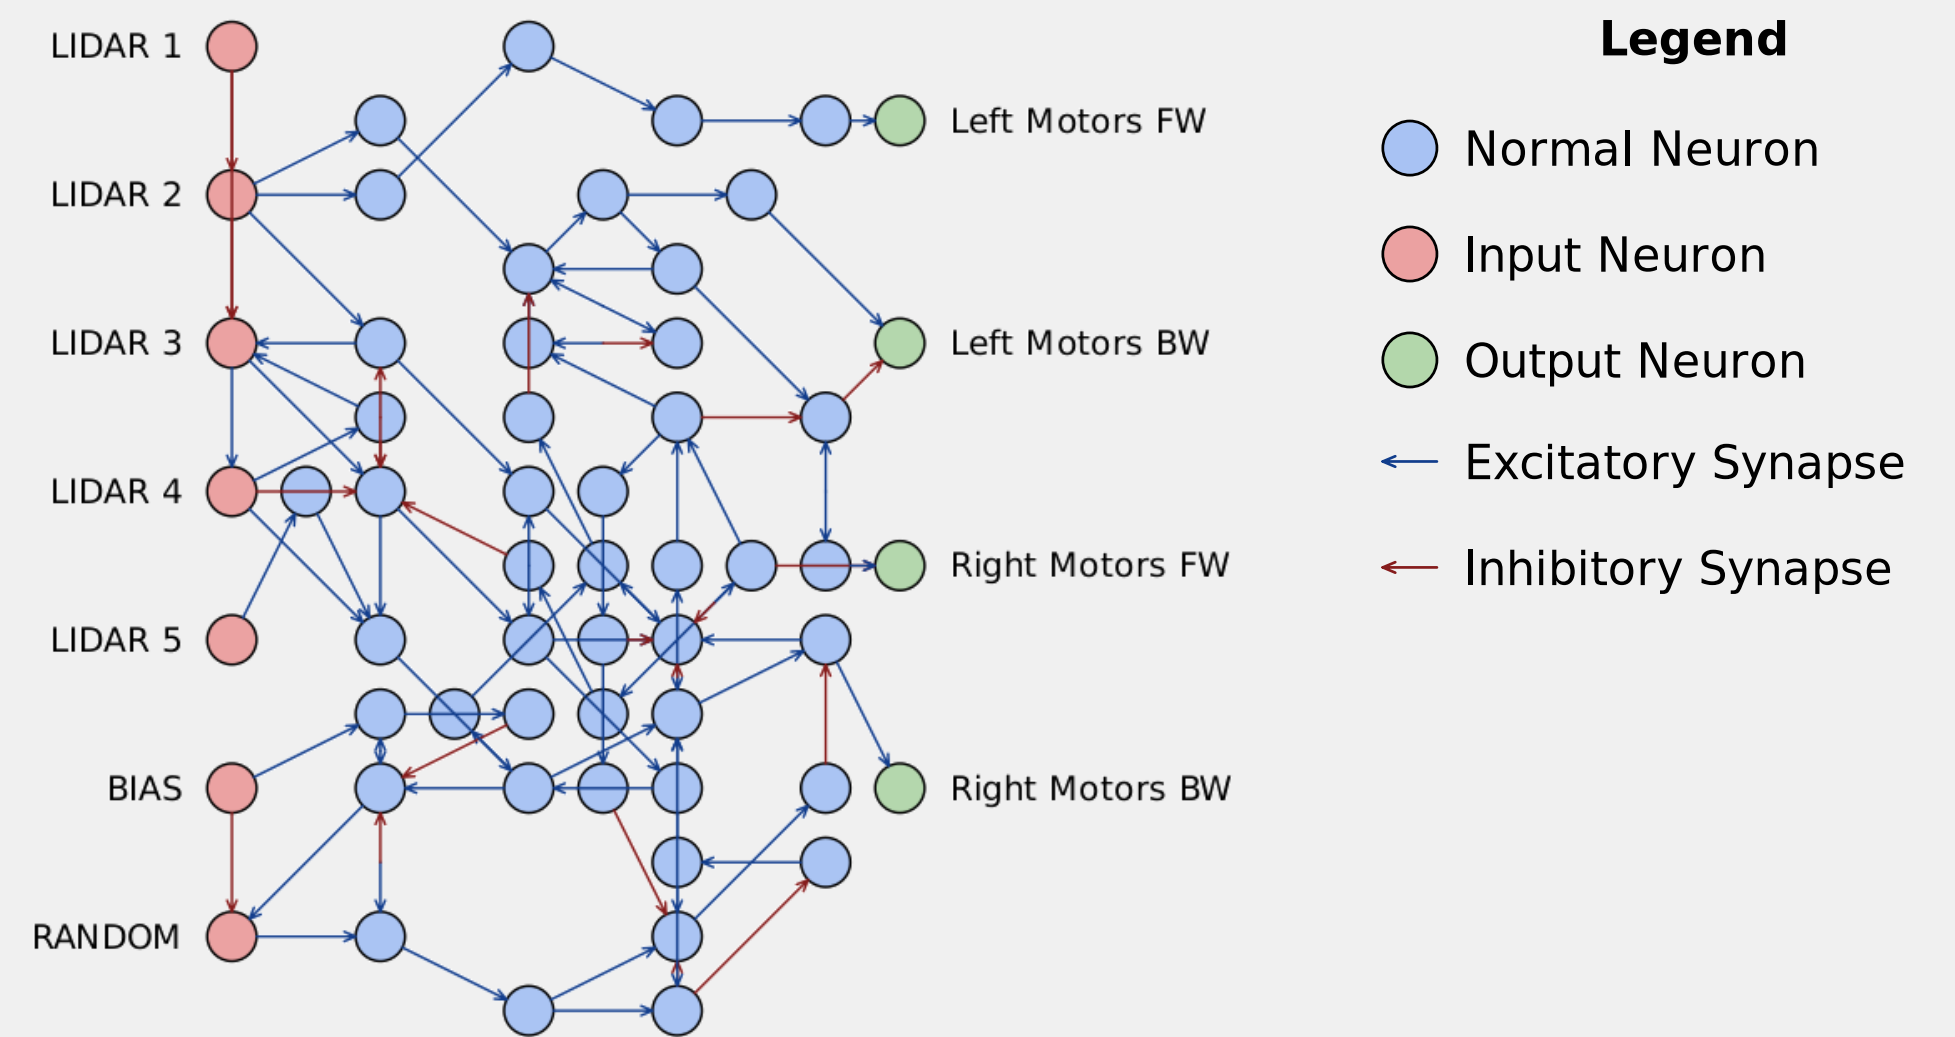 LIDAR 1
LIDAR 2
LIDAR 3
LIDAR 4
LIDAR 5
BIAS
RANDOM
Left Motors FW
Left Motors BW
Right Motors FW
Right Motors BW
Legend
Normal Neuron
Input Neuron
Output Neuron
Excitatory Synapse
Inhibitory Synapse